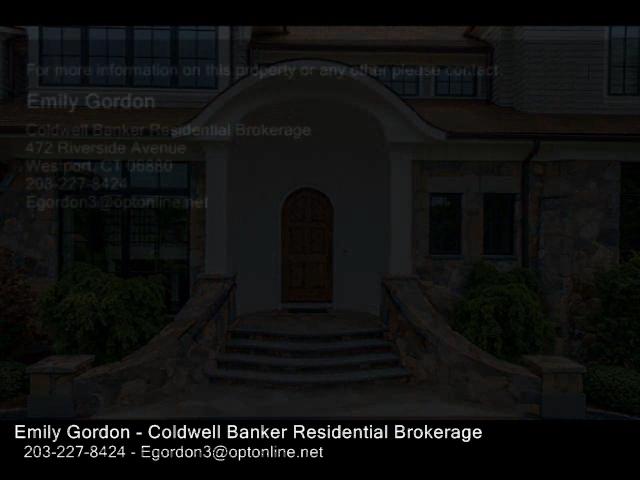 For more information on this property or any other please contact
Emily Gordon
Coldwell Banker Residential Brokerage
472 Riverside Avenue
Westport, CT 06880
203-227-8424
Egordon3@optonline.net
Emily Gordon - Coldwell Banker Residential Brokerage
203-227-8424 - Egordon3@optonline.net